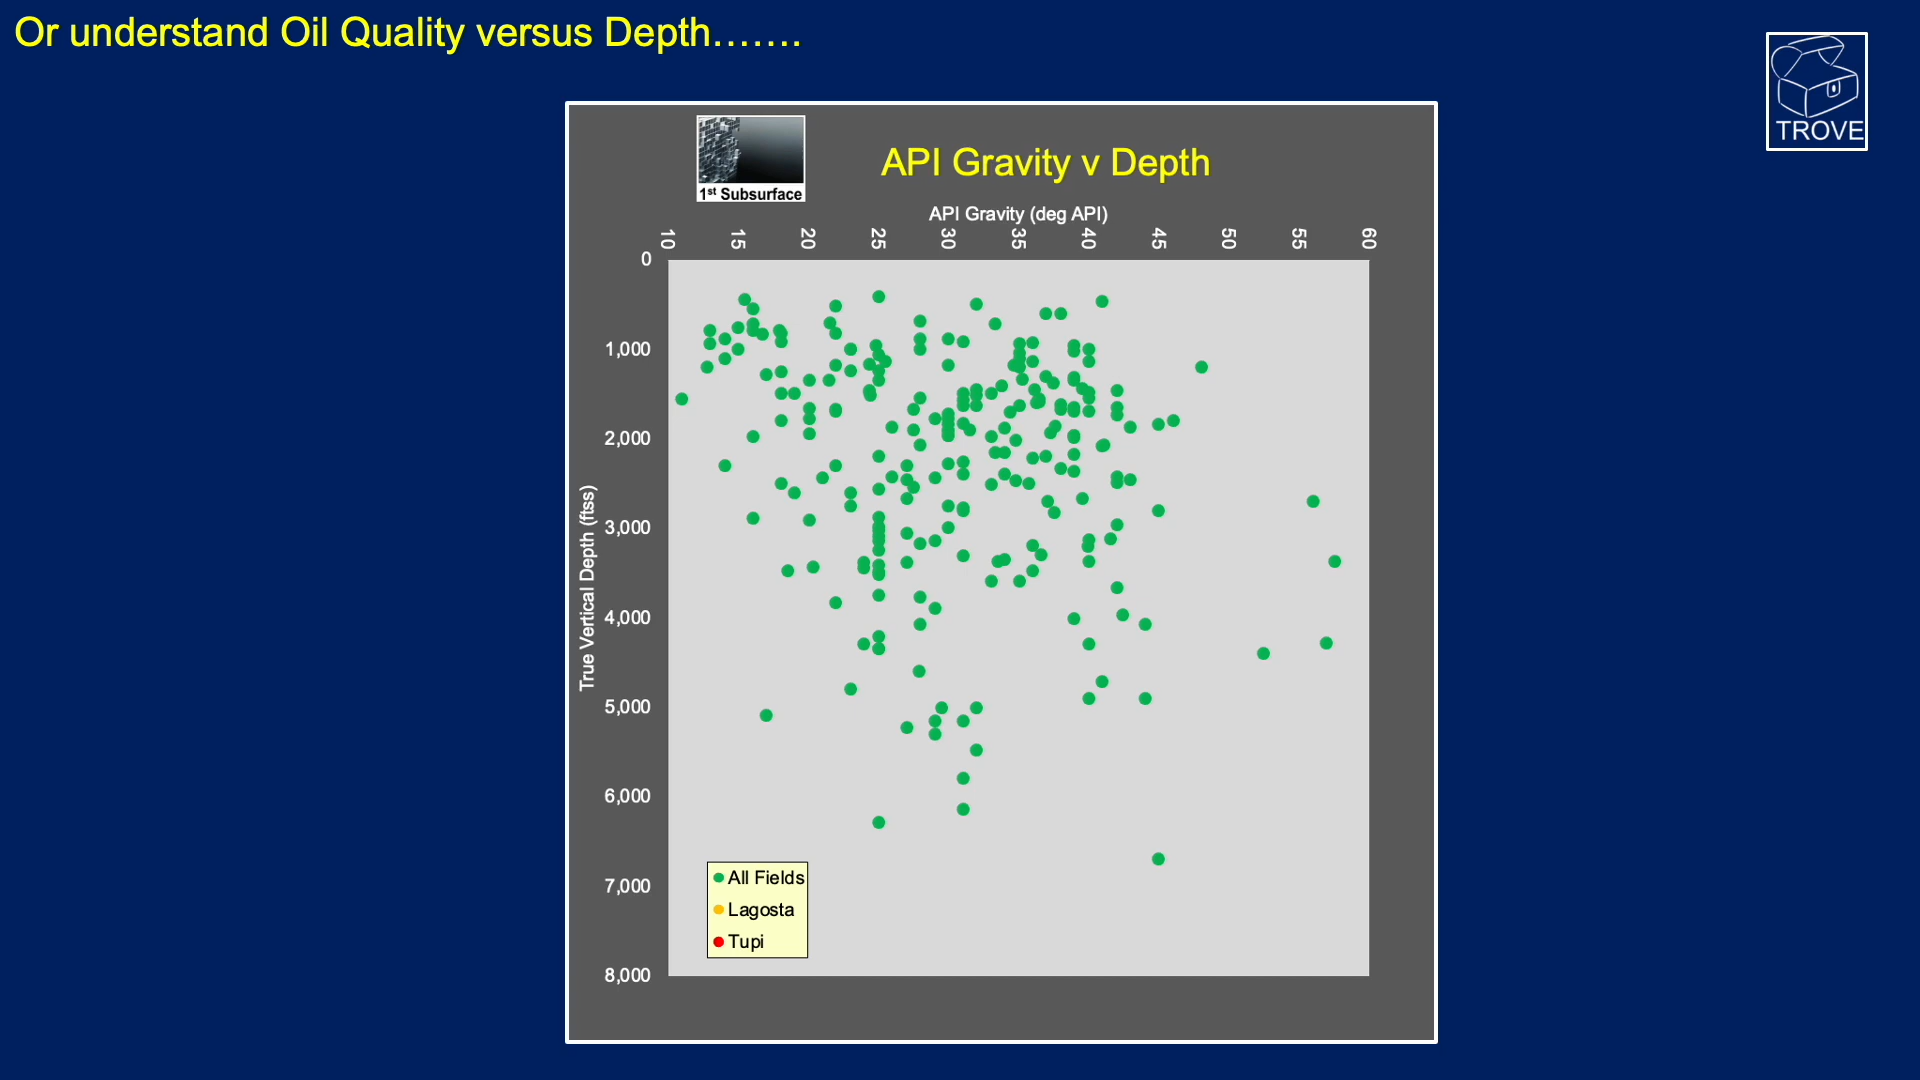 Or understand Oil Quality versus Depth…….
TROVE
1st Subsurface
API Gravity v Depth
API Gravity (deg API)
10 15 20 25 30 35 40 45 50 55 60
0
1,000
2,000
3,000
4,000
5,000
6,000
7,000
8,000
True Vertical Depth (ftss)
All Fields
Lagosta
Tupi